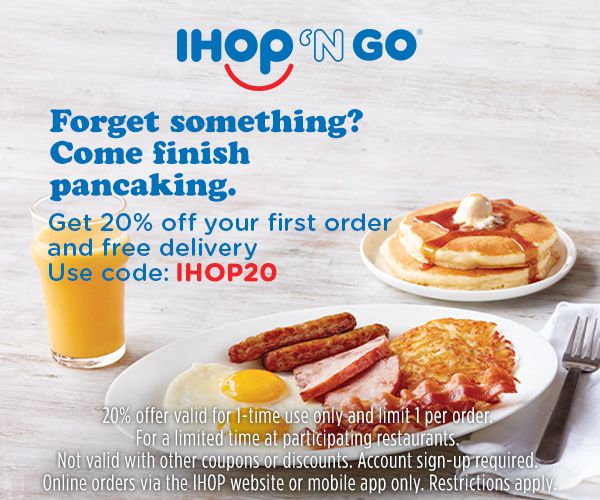 IHOP 'N GO®
Forget something?
Come finish
pancaking.
Get 20% off your first order
and free delivery
Use code: IHOP20
20% offer valid for 1-time use only and limit 1 per order.
For a limited time at participating restaurants.
Not valid with other coupons or discounts. Account sign-up required.
Online orders via the IHOP website or mobile app only. Restrictions apply.